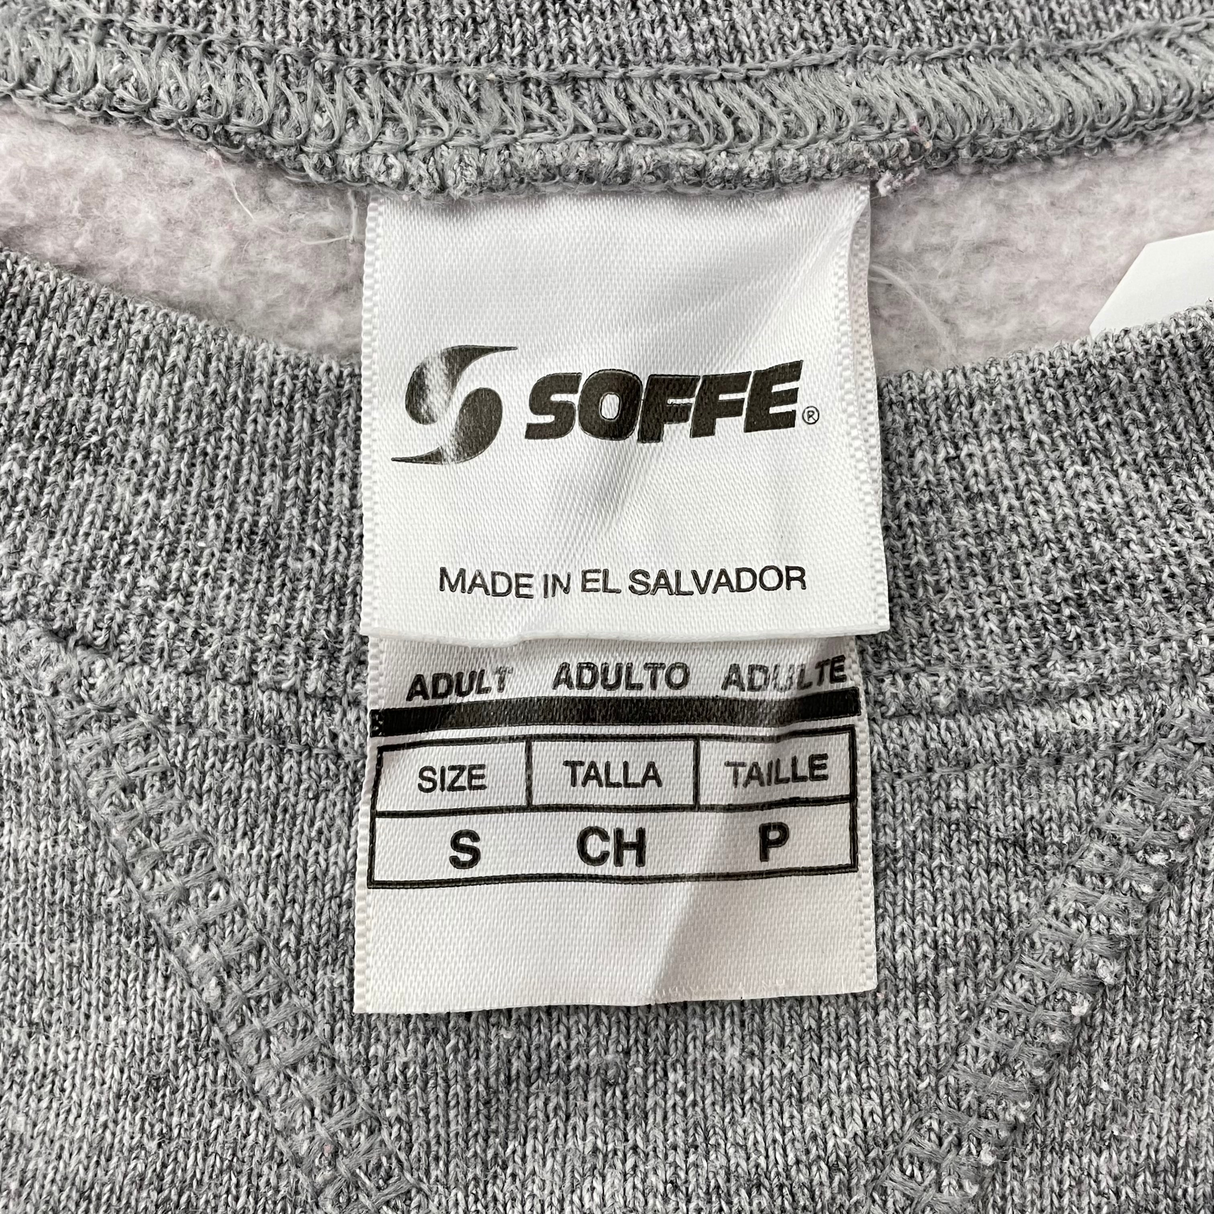 SOFFE®
MADE IN EL SALVADOR
ADULT ADULTO ADULTE
SIZE TALLA TAILLE
S CH P